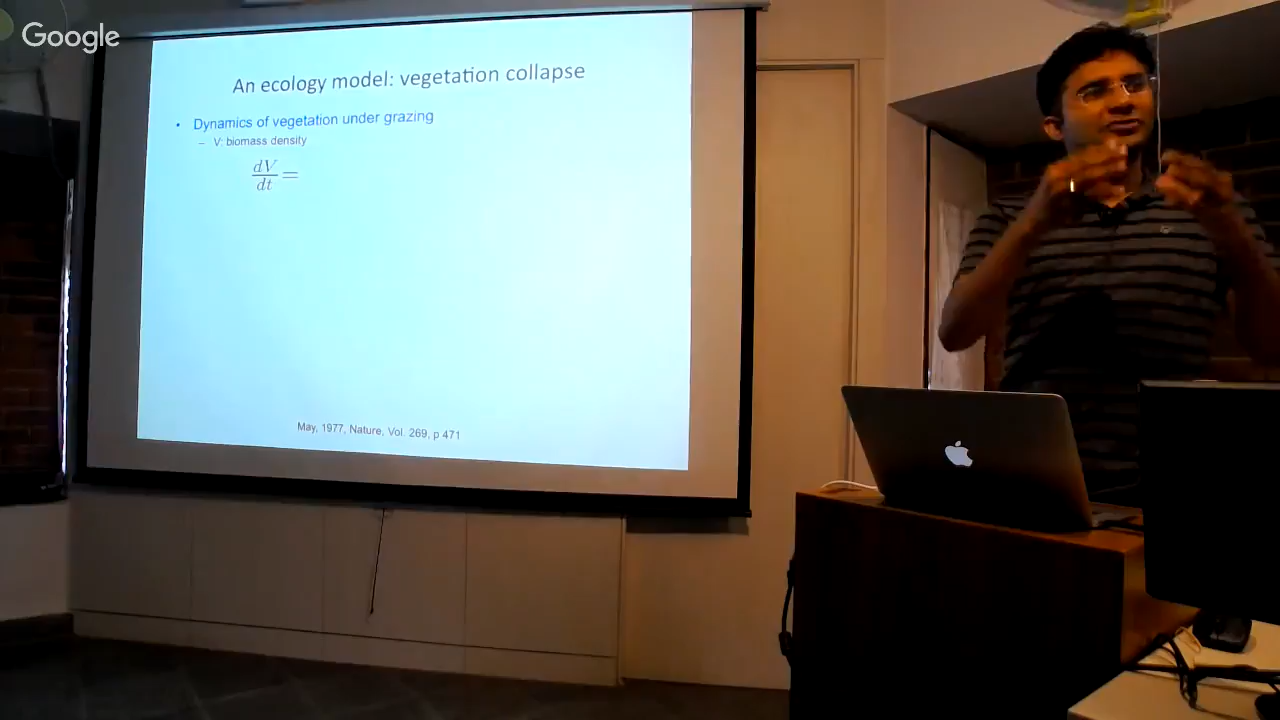 Google
An ecology model: vegetation collapse
• Dynamics of vegetation under grazing
– V: biomass density
dV/dt =
May, 1977, Nature, Vol. 269, p 471